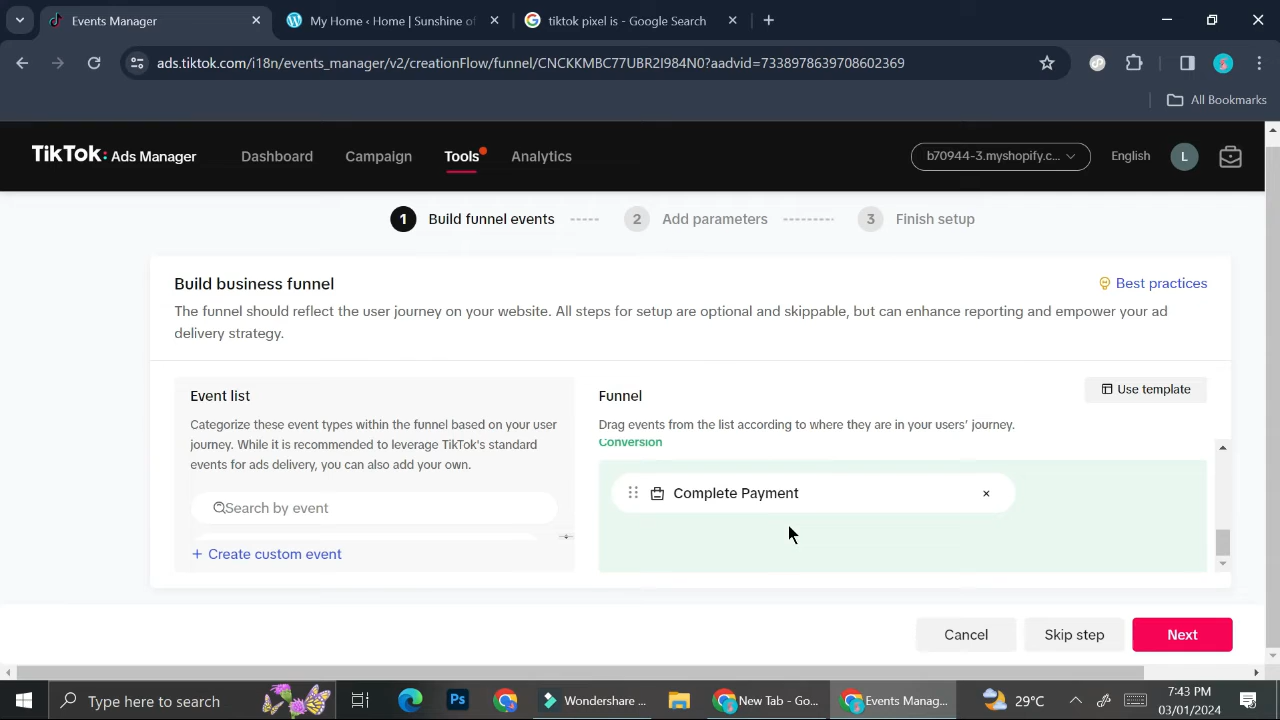 Events Manager
My Home ‹ Home | Sunshine of
tiktok pixel is - Google Search
ads.tiktok.com/i18n/events_manager/v2/creationFlow/funnel/CNCKKMBC77UBR2I984N0?aadvid=7338978639708602369
All Bookmarks
TikTok: Ads Manager
Dashboard
Campaign
Tools
Analytics
b70944-3.myshopify.c...
English
L
1 Build funnel events
2 Add parameters
3 Finish setup
Build business funnel
Best practices
The funnel should reflect the user journey on your website. All steps for setup are optional and skippable, but can enhance reporting and empower your ad
delivery strategy.
Event list
Categorize these event types within the funnel based on your user
journey. While it is recommended to leverage TikTok's standard
events for ads delivery, you can also add your own.
Search by event
+ Create custom event
Funnel
Use template
Drag events from the list according to where they are in your users' journey.
Conversion
Complete Payment
Cancel
Skip step
Next
Type here to search
Ps
Wondershare ...
New Tab - Go...
Events Manag...
29°C
7:43 PM
03/01/2024